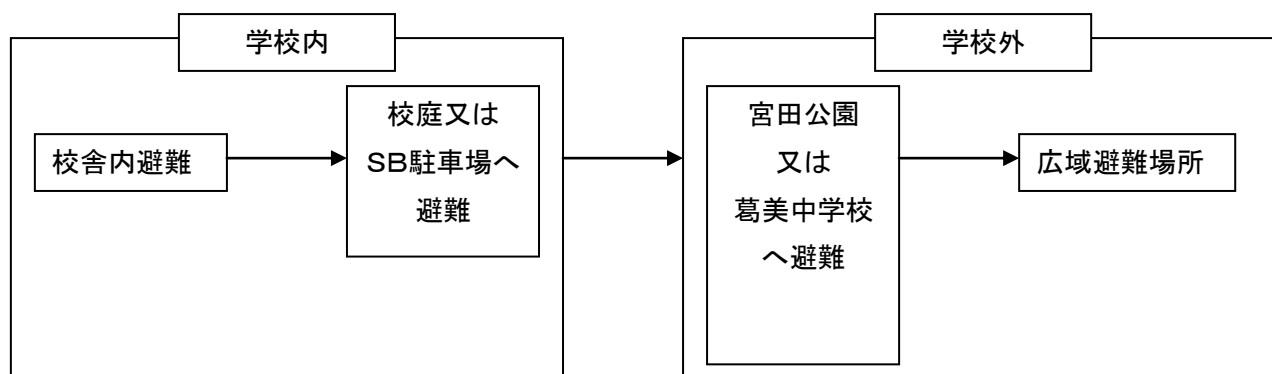 学校内
校舎内避難
校庭又は
SB駐車場へ
避難
学校外
宮田公園
又は
葛美中学校
へ避難
広域避難場所